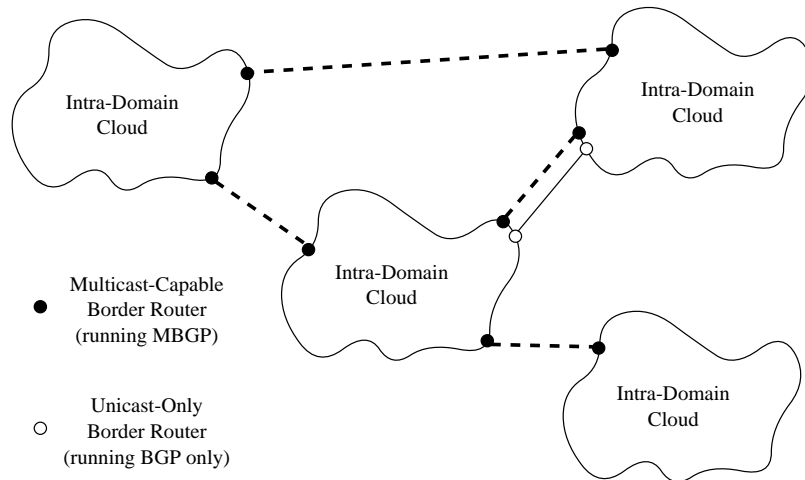 Intra-Domain
Cloud
Intra-Domain
Cloud
Intra-Domain
Cloud
Multicast-Capable
Border Router
(running MBGP)
Intra-Domain
Cloud
Unicast-Only
Border Router
(running BGP only)